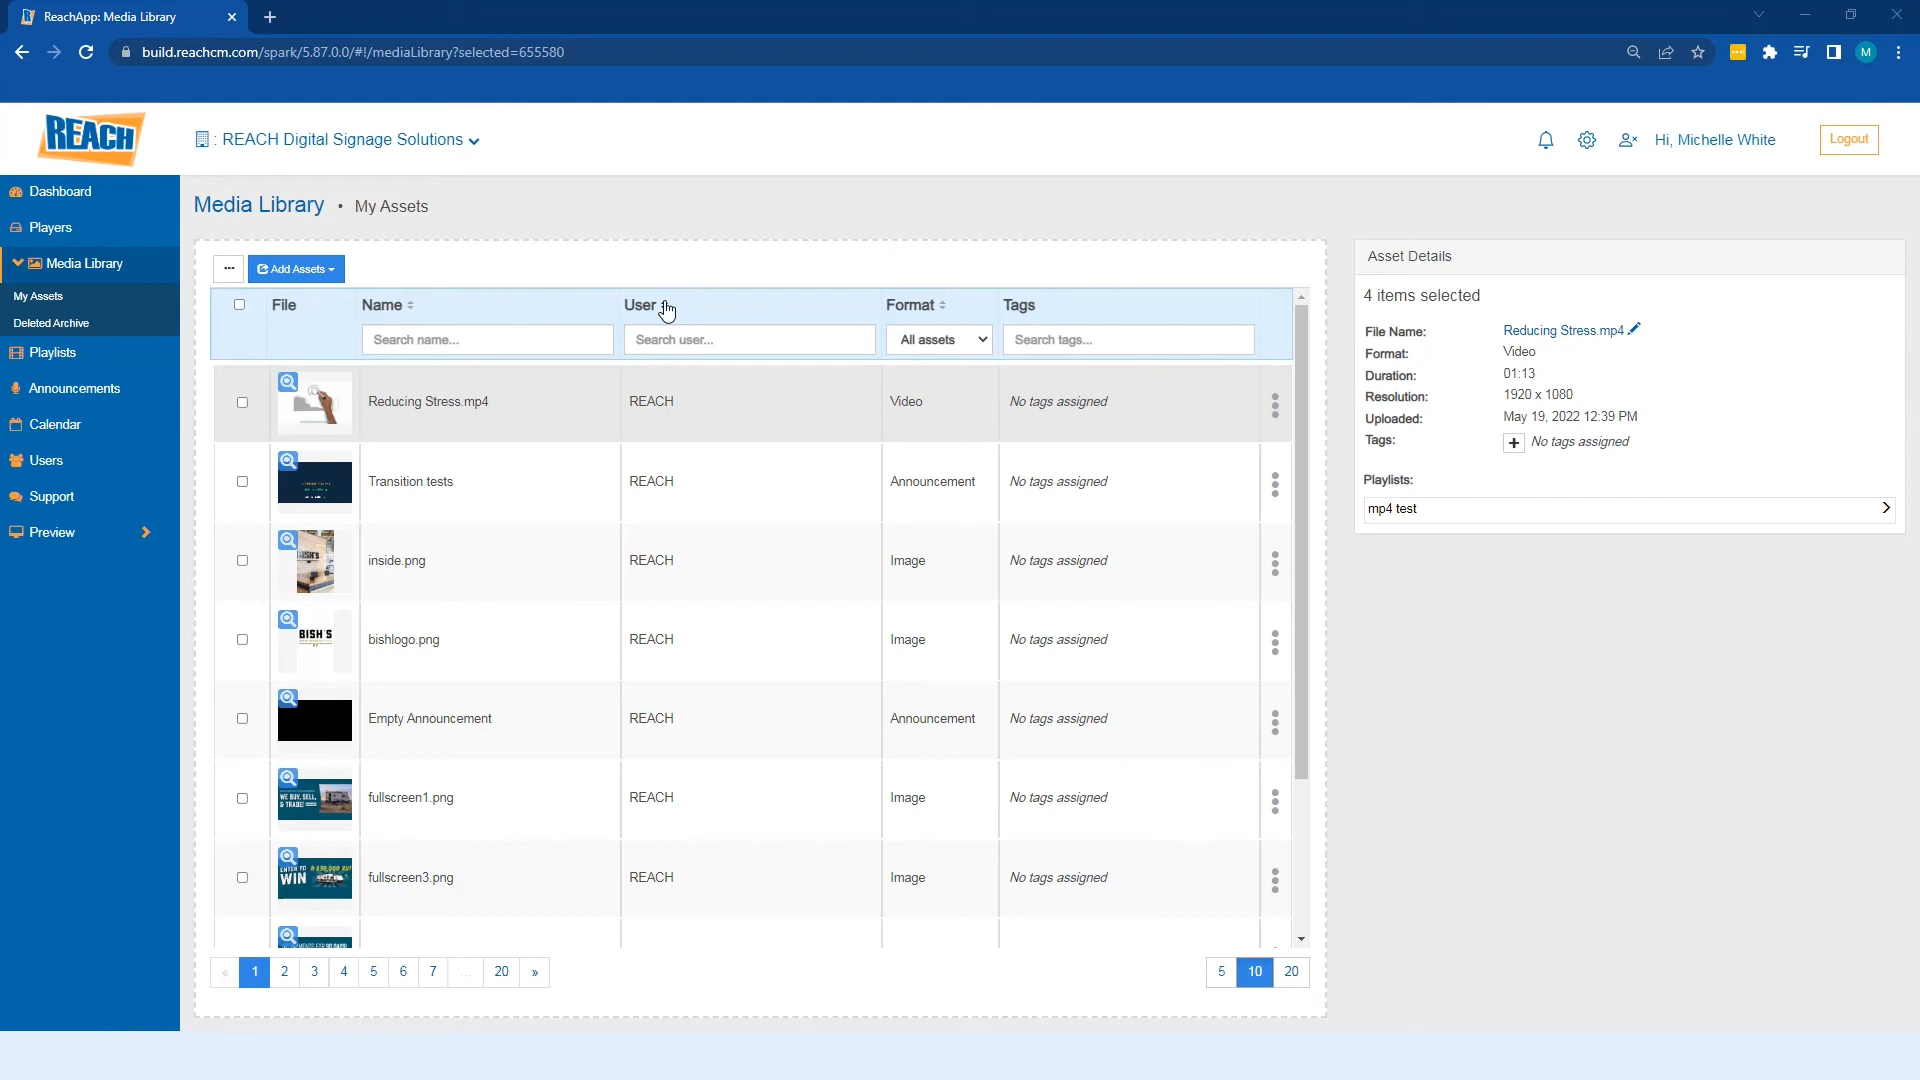 ReachApp: Media Library
build.reachcm.com/spark/5.87.0.0/#!/mediaLibrary?selected=655580
M
REACH
: REACH Digital Signage Solutions
Hi, Michelle White
Logout
Dashboard
Players
Media Library
My Assets
Deleted Archive
Playlists
Announcements
Calendar
Users
Support
Preview
Media Library • My Assets
... Add Assets
File Name User Format Tags
Search name... Search user... All assets Search tags...
Reducing Stress.mp4 REACH Video No tags assigned
Transition tests REACH Announcement No tags assigned
inside.png REACH Image No tags assigned
BISH'S
bishlogo.png REACH Image No tags assigned
BISH'S
Empty Announcement REACH Announcement No tags assigned
fullscreen1.png REACH Image No tags assigned
WE BUY, SELL,
& TRADE!
fullscreen3.png REACH Image No tags assigned
ENTER TO
WIN
« 1 2 3 4 5 6 7 ... 20 »
5 10 20
Asset Details
4 items selected
File Name: Reducing Stress.mp4
Format: Video
Duration: 01:13
Resolution: 1920 x 1080
Uploaded: May 19, 2022 12:39 PM
Tags: + No tags assigned
Playlists:
mp4 test